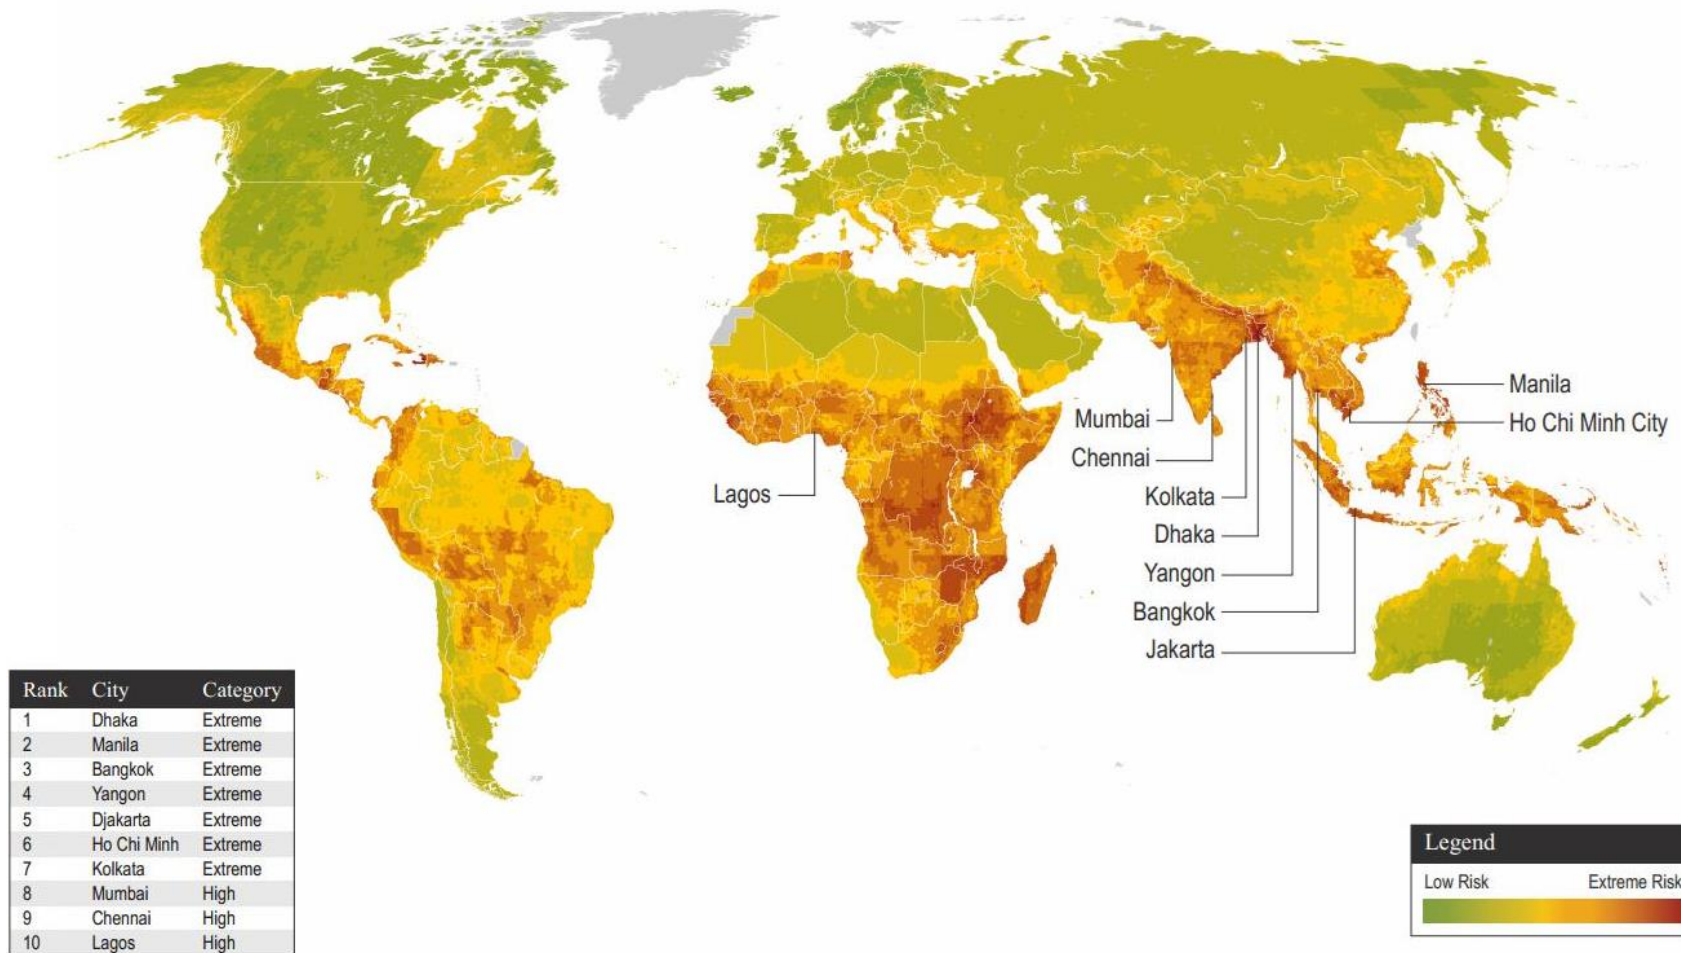 Manila
Ho Chi Minh City
Mumbai
Chennai
Lagos
Kolkata
Dhaka
Yangon
Bangkok
Jakarta
Rank City Category
1 Dhaka Extreme
2 Manila Extreme
3 Bangkok Extreme
4 Yangon Extreme
5 Djakarta Extreme
6 Ho Chi Minh Extreme
7 Kolkata Extreme
8 Mumbai High
9 Chennai High
10 Lagos High
Legend
Low Risk Extreme Risk